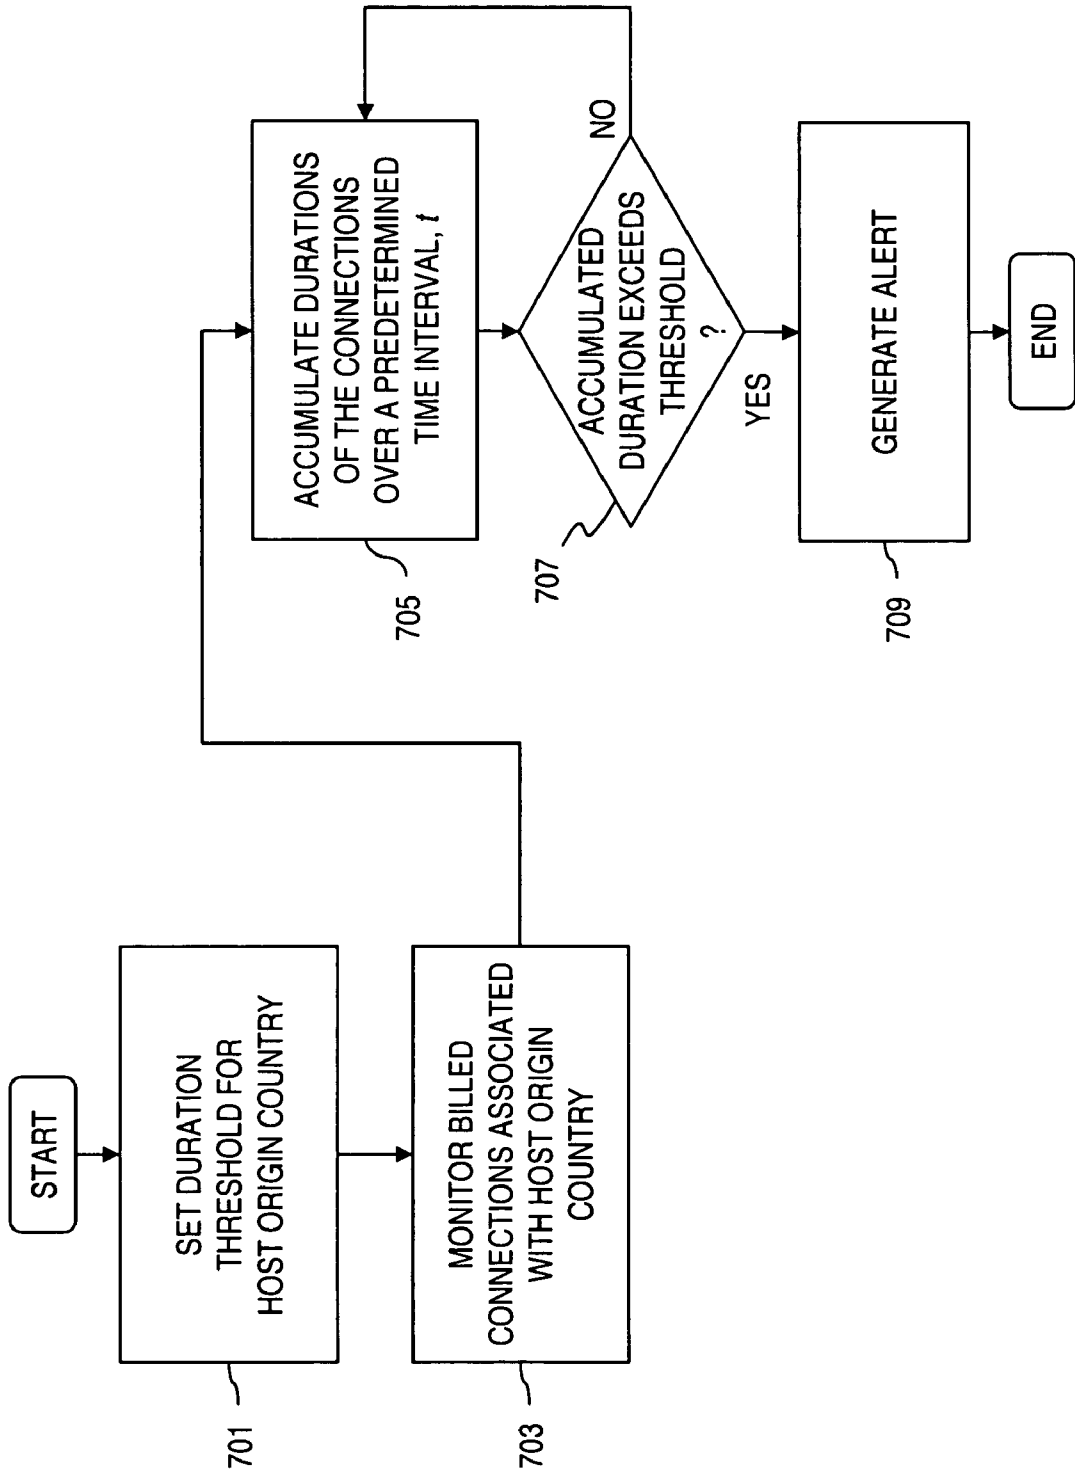 START
SET DURATION
THRESHOLD FOR
HOST ORIGIN COUNTRY
701
MONITOR BILLED
CONNECTIONS ASSOCIATED
WITH HOST ORIGIN
COUNTRY
703
ACCUMULATE DURATIONS
OF THE CONNECTIONS
OVER A PREDETERMINED
TIME INTERVAL, t
705
ACCUMULATED
DURATION EXCEEDS
THRESHOLD
?
707
NO
YES
GENERATE ALERT
709
END